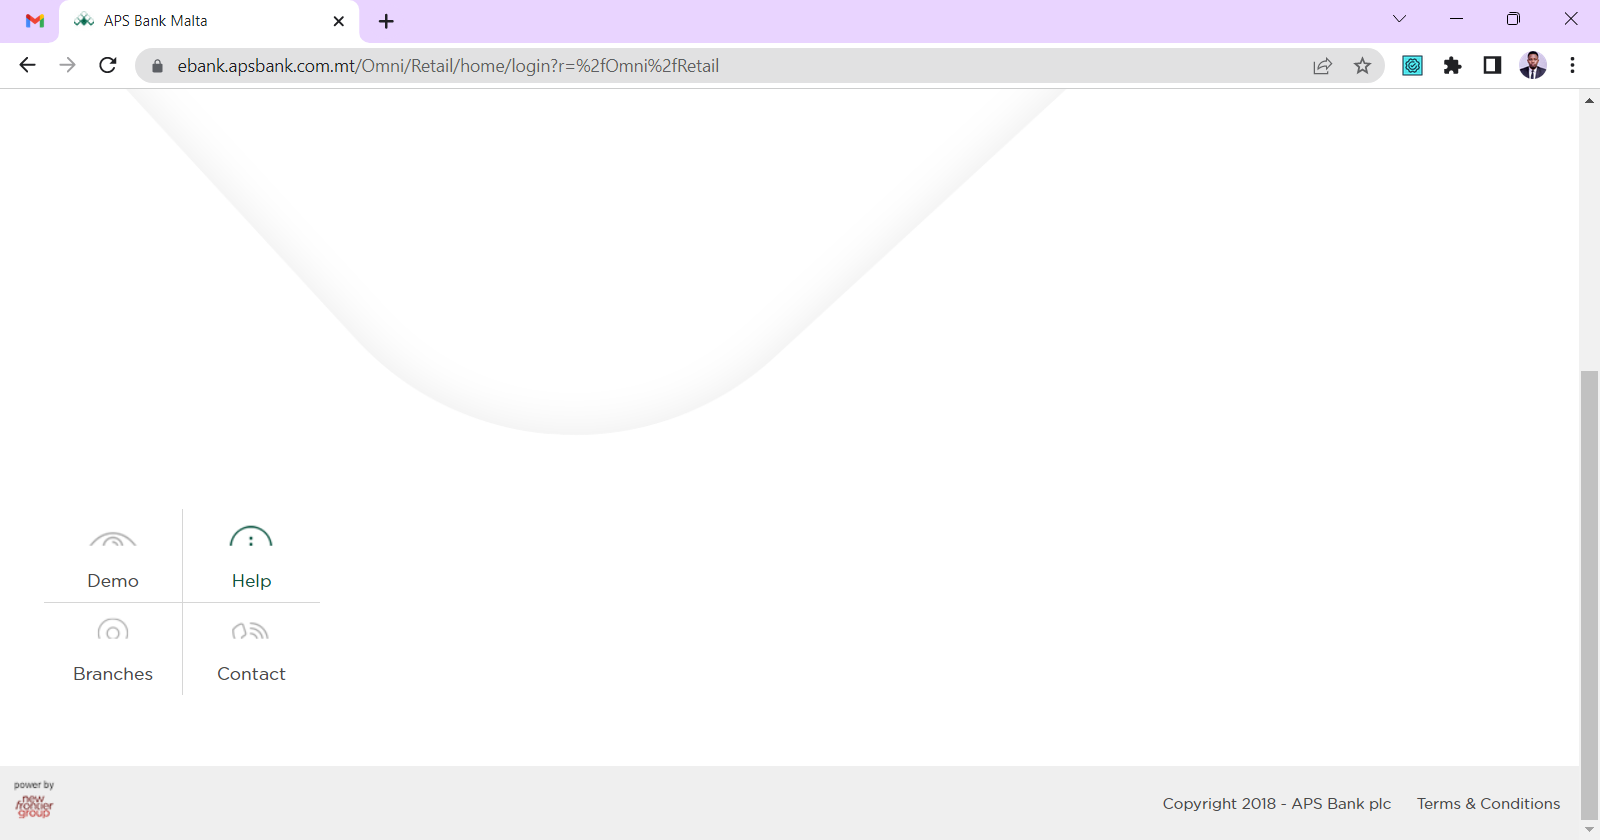 APS Bank Malta
ebank.apsbank.com.mt/Omni/Retail/home/login?r=%2fOmni%2fRetail
Demo
Help
Branches
Contact
power by
new
frontier
group
Copyright 2018 - APS Bank plc
Terms & Conditions